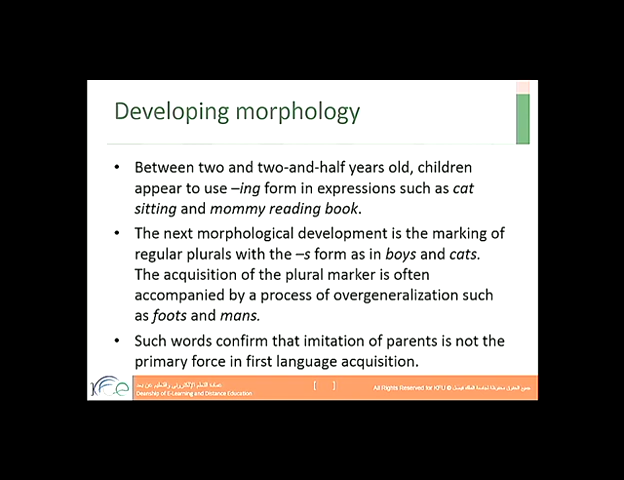 Developing morphology
• Between two and two-and-half years old, children
appear to use –ing form in expressions such as cat
sitting and mommy reading book.
• The next morphological development is the marking of
regular plurals with the –s form as in boys and cats.
The acquisition of the plural marker is often
accompanied by a process of overgeneralization such
as foots and mans.
• Such words confirm that imitation of parents is not the
primary force in first language acquisition.
عمادة التعلم الإلكتروني والتعليم عن بعد
Deanship of E-Learning and Distance Education
[ ]
All Rights Reserved for KFU © جميع الحقوق محفوظة لجامعة الملك فيصل